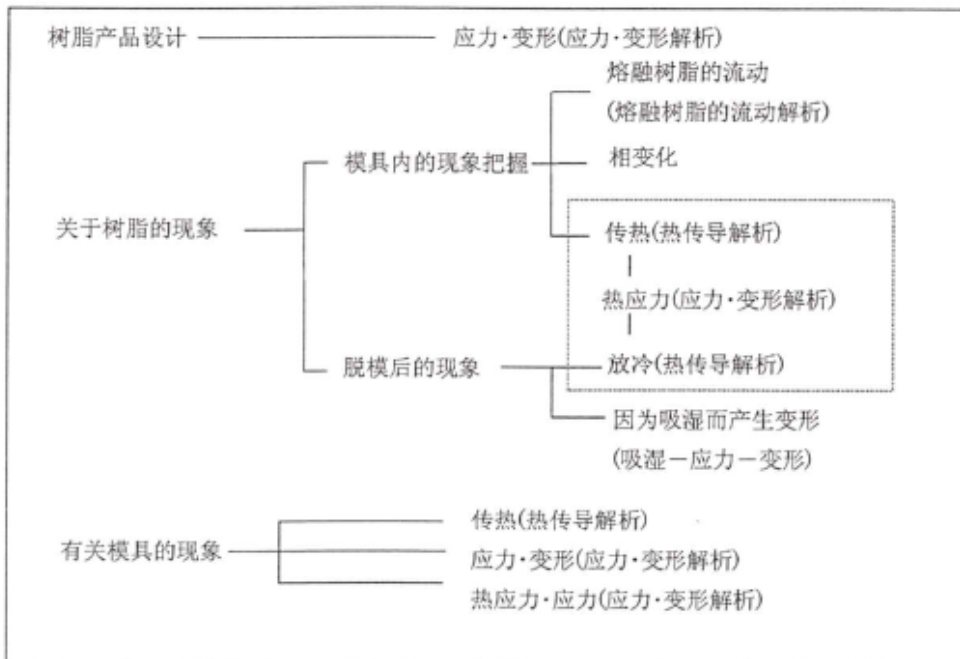 树脂产品设计 应力·变形(应力·变形解析)
熔融树脂的流动
(熔融树脂的流动解析)
模具内的现象把握 相变化
关于树脂的现象 传热(热传导解析)
热应力(应力·变形解析)
脱模后的现象 放冷(热传导解析)
因为吸湿而产生变形
(吸湿－应力－变形)
传热(热传导解析)
有关模具的现象 应力·变形(应力·变形解析)
热应力·应力(应力·变形解析)